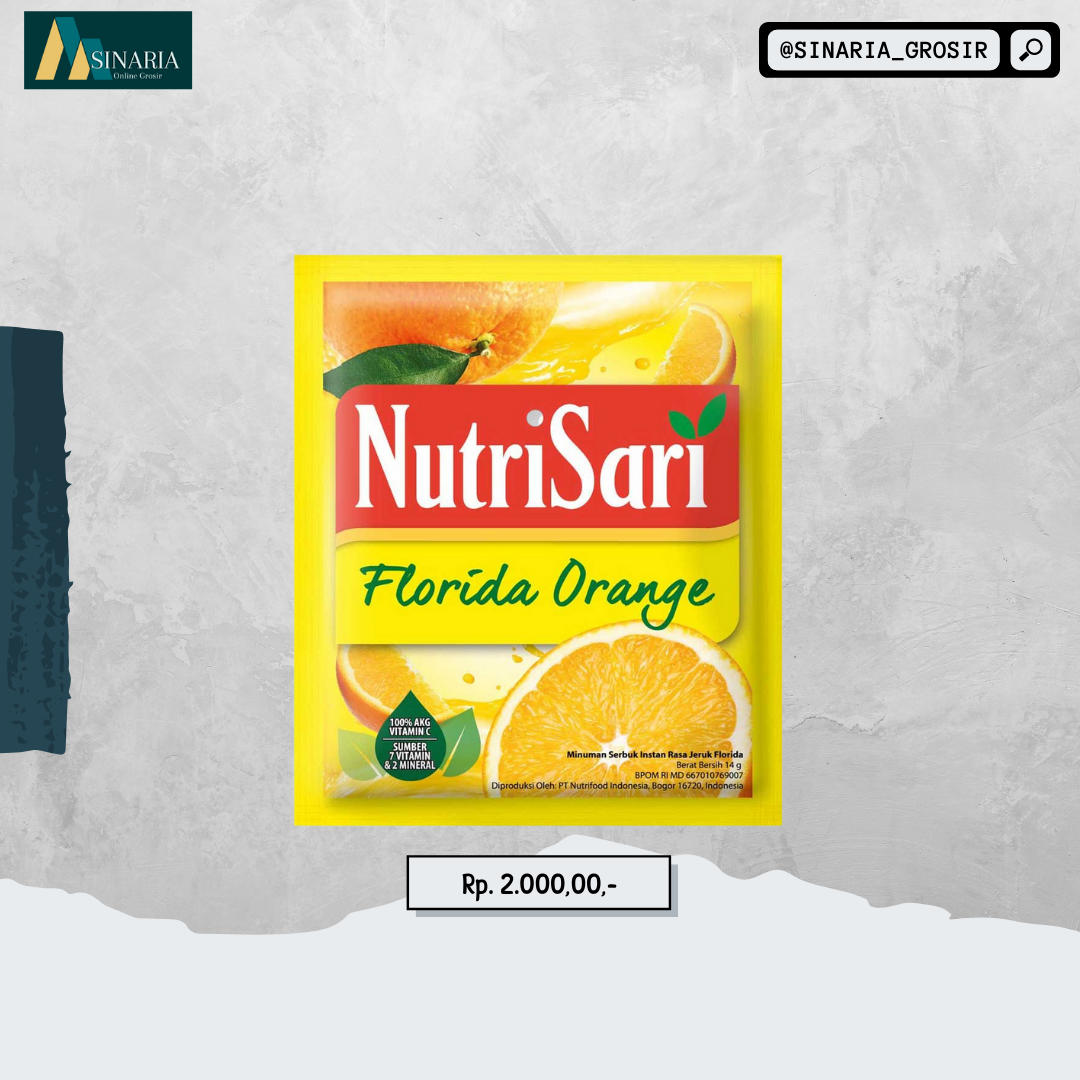 SINARIA
Online Grosir
@SINARIA_GROSIR
NutriSari
Florida Orange
100% AKG
VITAMIN C
SUMBER
7 VITAMIN
& 2 MINERAL
Minuman Serbuk Instan Rasa Jeruk Florida
Berat Bersih 14 g
BPOM RI MD 667010769007
Diproduksi Oleh: PT Nutrifood Indonesia, Bogor 16720, Indonesia
Rp. 2.000,00,-